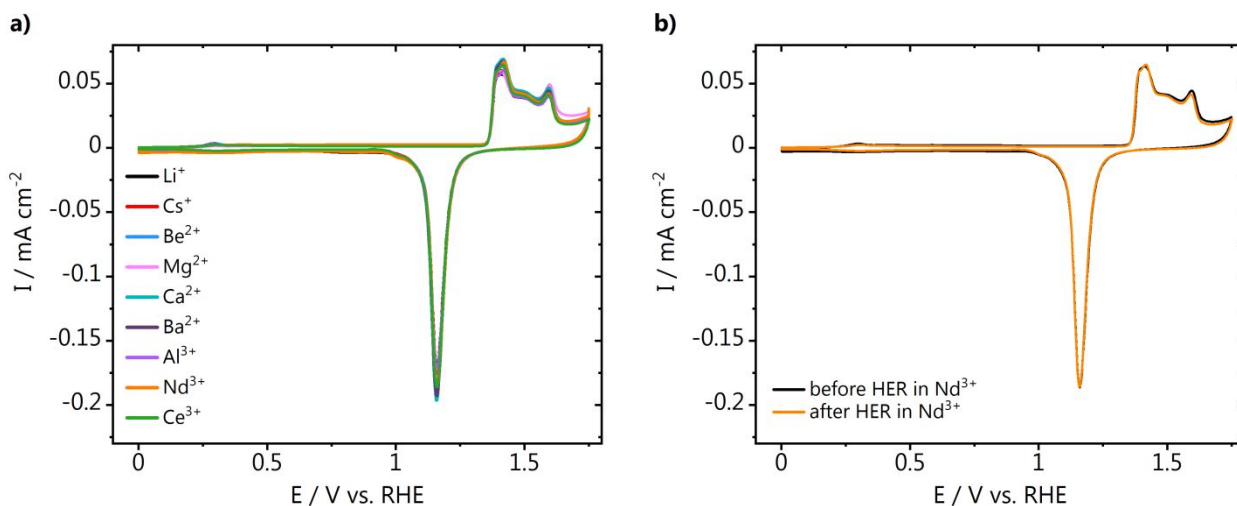 a)
0.05
0
-0.05
-0.1
-0.15
-0.2
I / mA cm⁻²
Li⁺
Cs⁺
Be²⁺
Mg²⁺
Ca²⁺
Ba²⁺
Al³⁺
Nd³⁺
Ce³⁺
0 0.5 1 1.5
E / V vs. RHE
b)
0.05
0
-0.05
-0.1
-0.15
-0.2
I / mA cm⁻²
before HER in Nd³⁺
after HER in Nd³⁺
0 0.5 1 1.5
E / V vs. RHE